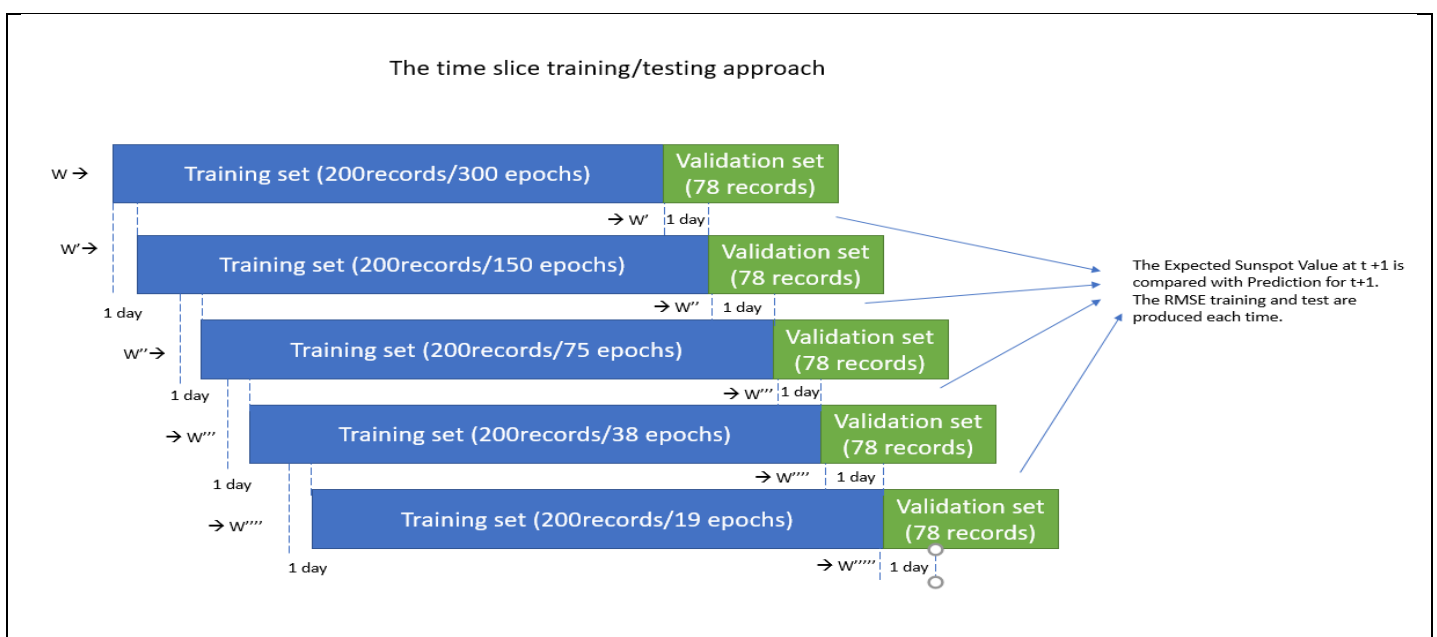 The time slice training/testing approach
W →
Training set (200records/300 epochs)
Validation set
(78 records)
→ W'
1 day
W'→
Training set (200records/150 epochs)
Validation set
(78 records)
1 day
→ W''
1 day
W''→
Training set (200records/75 epochs)
Validation set
(78 records)
1 day
→ W'''
1 day
→ W'''
Training set (200records/38 epochs)
Validation set
(78 records)
1 day
→ W''''
1 day
→ W''''
Training set (200records/19 epochs)
Validation set
(78 records)
1 day
→ W'''''
1 day
The Expected Sunspot Value at t +1 is
compared with Prediction for t+1.
The RMSE training and test are
produced each time.